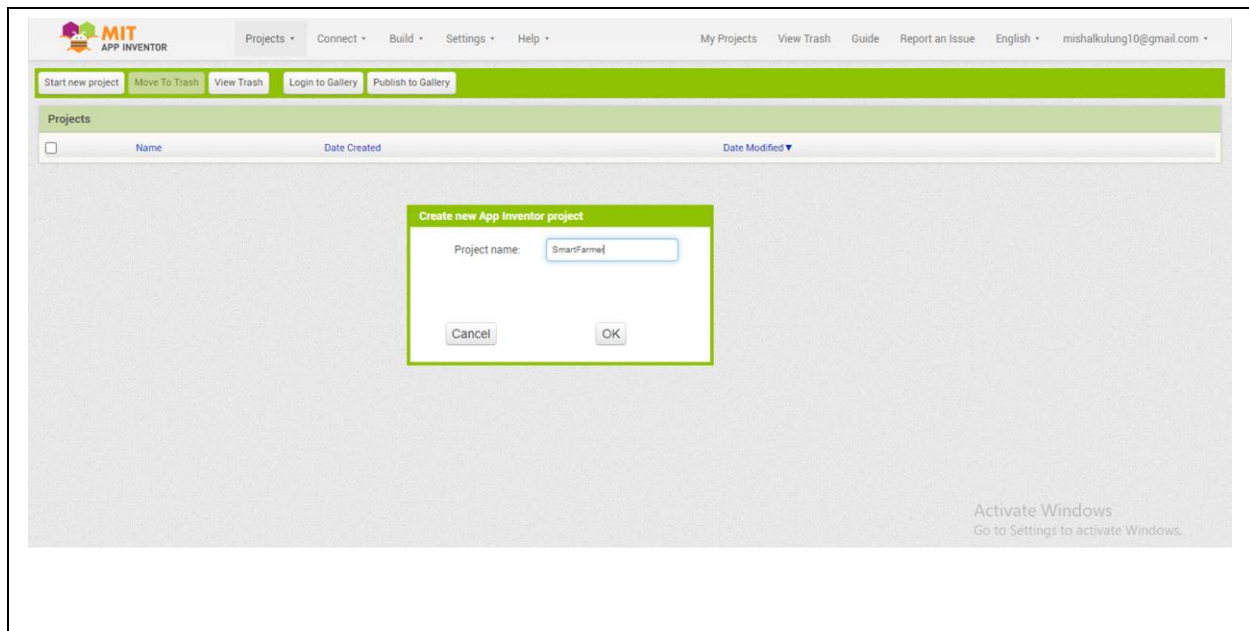 MIT
APP INVENTOR
Projects Connect Build Settings Help My Projects View Trash Guide Report an Issue English mishalkulung10@gmail.com
Start new project Move To Trash View Trash Login to Gallery Publish to Gallery
Projects
Name Date Created Date Modified▼
Create new App Inventor project
Project name: SmartFarmer
Cancel OK
Activate Windows
Go to Settings to activate Windows.